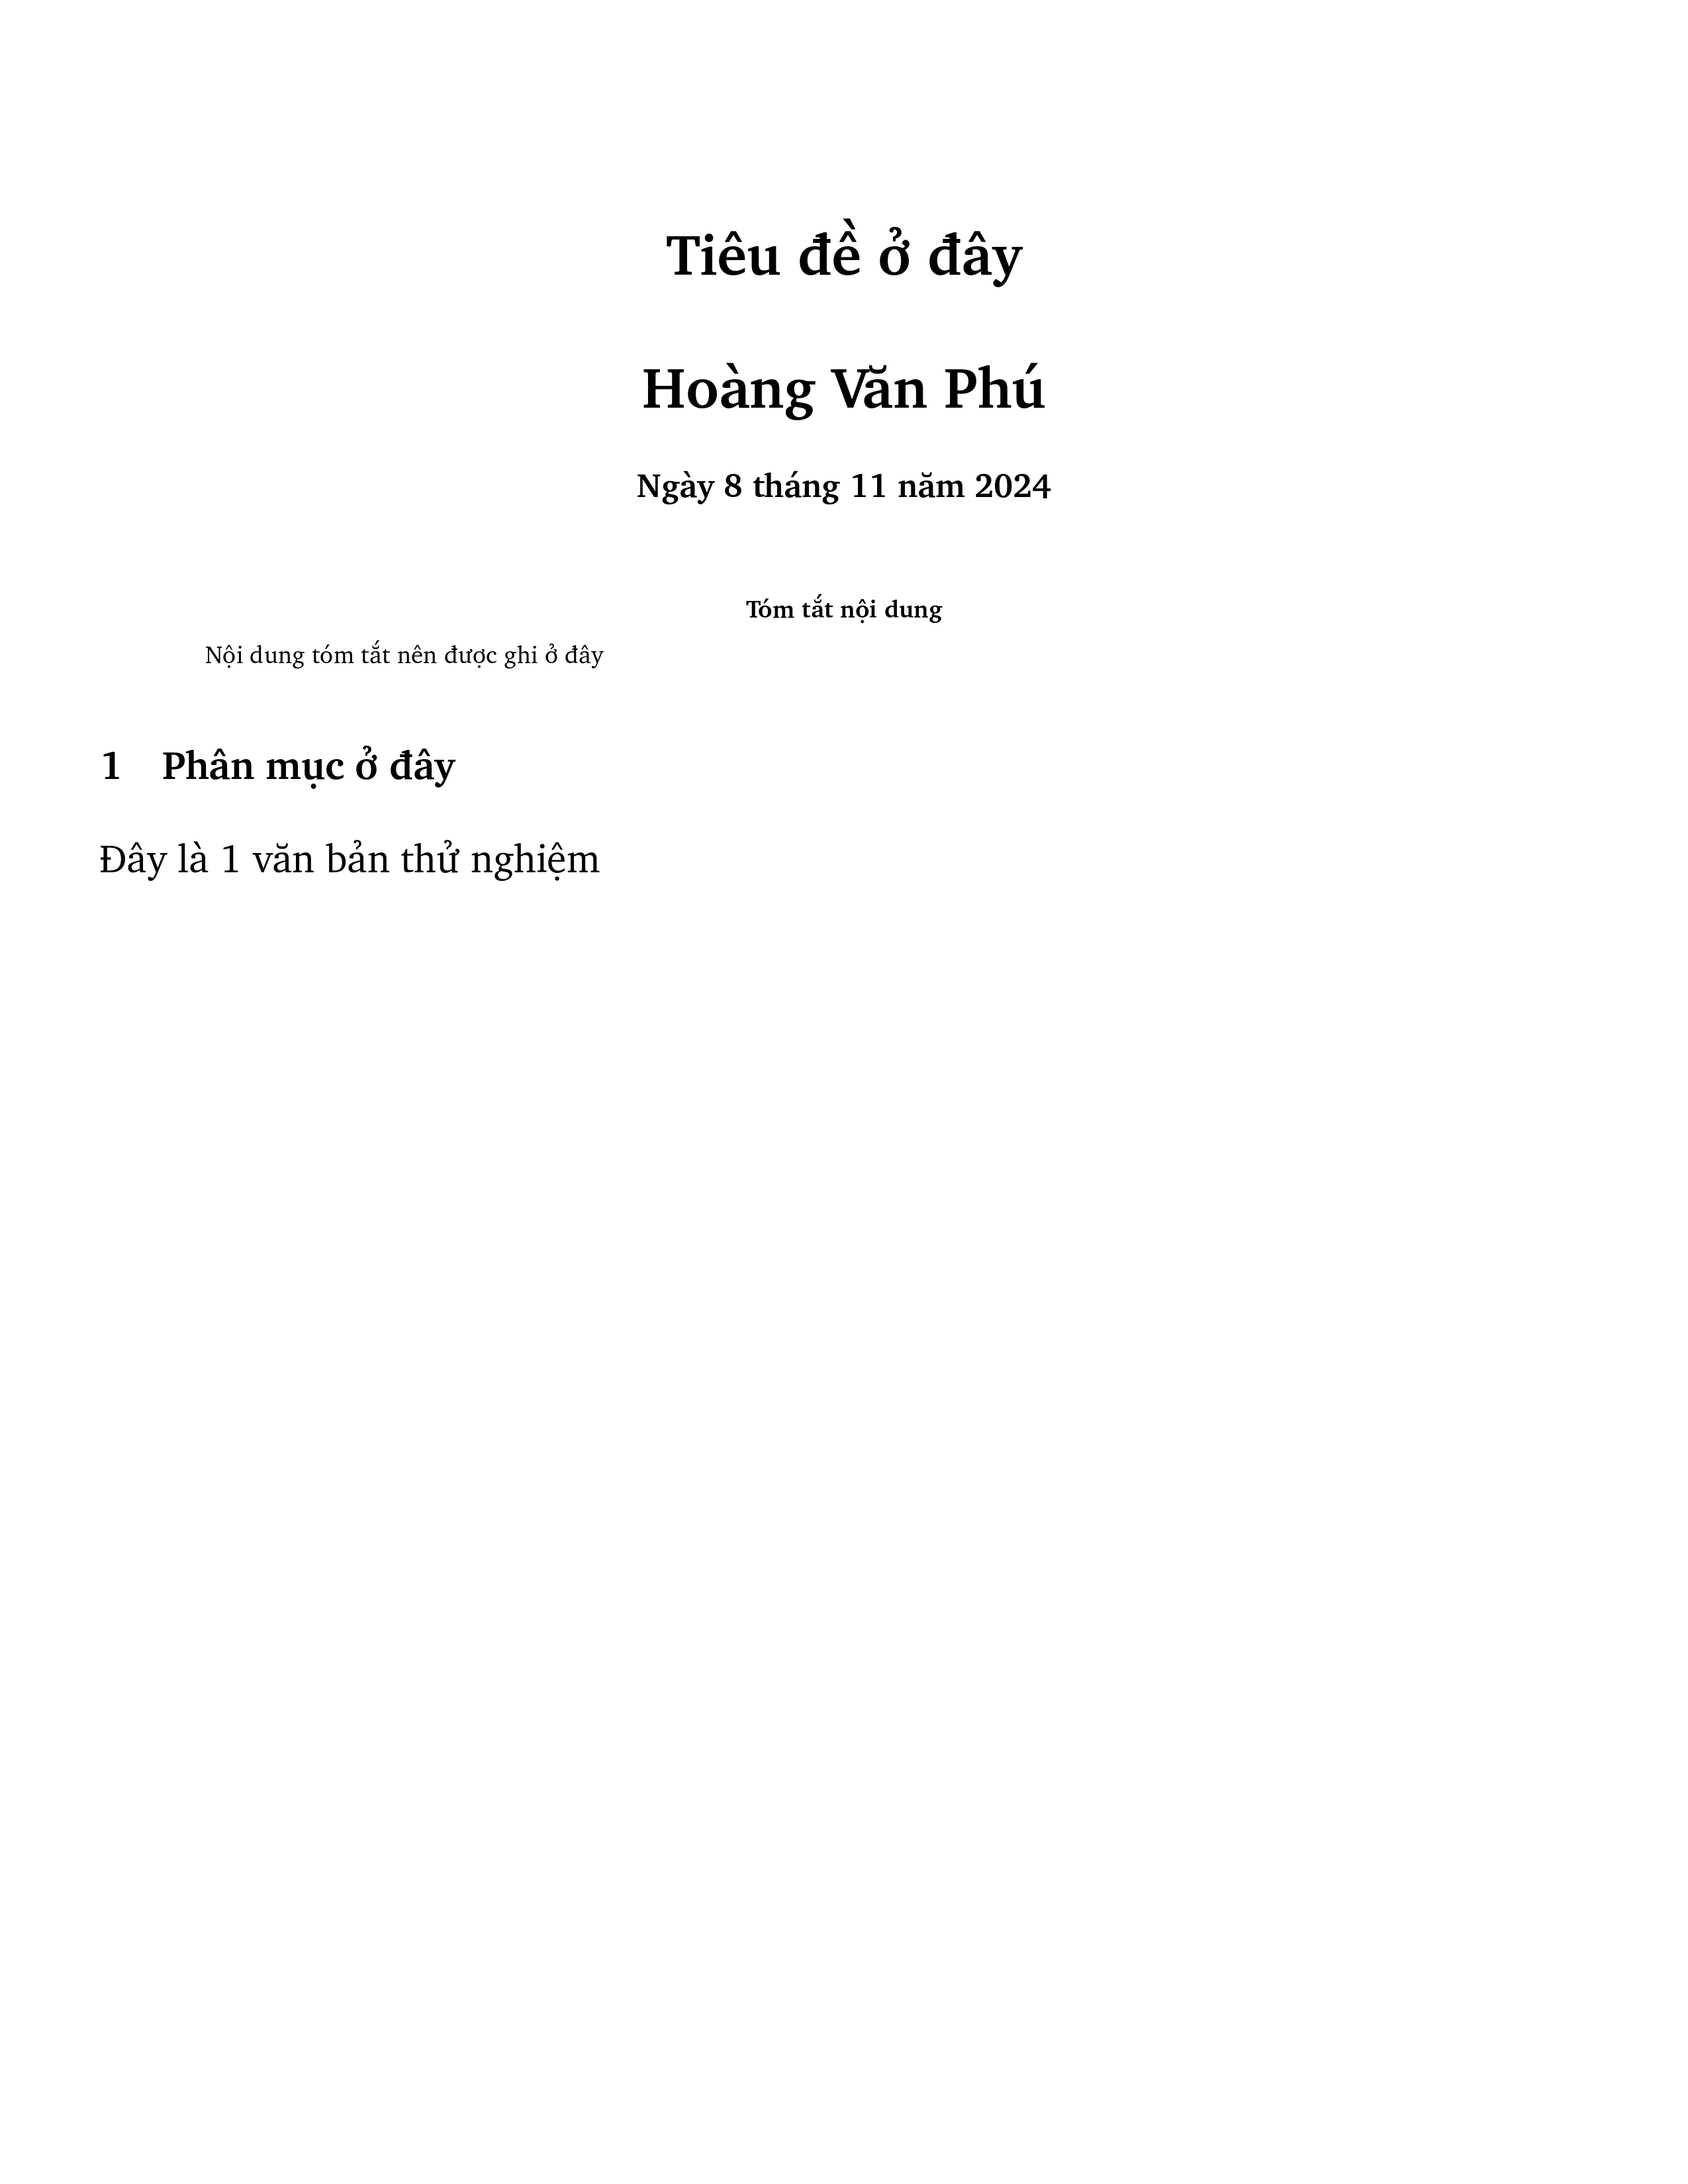 Tiêu đề ở đây
Hoàng Văn Phú
Ngày 8 tháng 11 năm 2024
Tóm tắt nội dung
Nội dung tóm tắt nên được ghi ở đây
1 Phân mục ở đây
Đây là 1 văn bản thử nghiệm